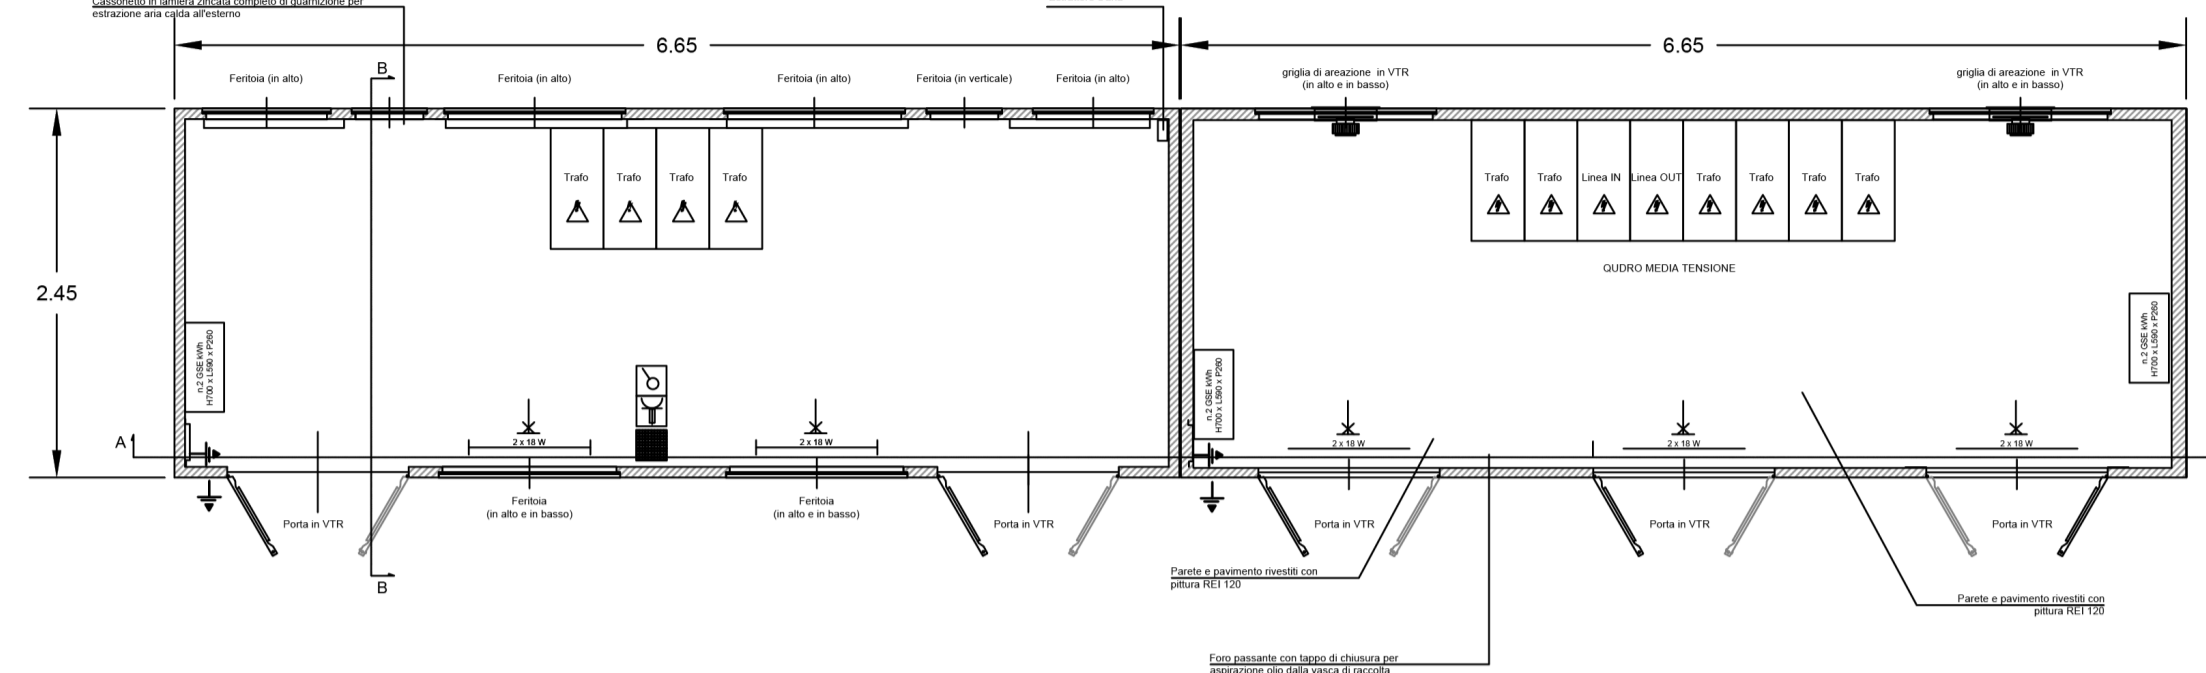 Cassonetto in lamiera zincata completo di guarnizione per
estrazione aria calda all'esterno
6.65
6.65
Feritoia (in alto)
B
Feritoia (in alto)
Feritoia (in alto)
Feritoia (in verticale)
Feritoia (in alto)
griglia di areazione in VTR
(in alto e in basso)
griglia di areazione in VTR
(in alto e in basso)
2.45
Trafo
Trafo
Trafo
Trafo
Trafo
Trafo
Linea IN
Linea OUT
Trafo
Trafo
Trafo
Trafo
QUDRO MEDIA TENSIONE
n.2 GSE kWh
H700 x L590 x P260
n.2 GSE kWh
H700 x L590 x P260
n.2 GSE kWh
H700 x L590 x P260
A
2 x 18 W
2 x 18 W
2 x 18 W
2 x 18 W
2 x 18 W
Porta in VTR
Feritoia
(in alto e in basso)
Feritoia
(in alto e in basso)
Porta in VTR
Porta in VTR
Porta in VTR
Porta in VTR
B
Parete e pavimento rivestiti con
pittura REI 120
Parete e pavimento rivestiti con
pittura REI 120
Foro passante con tappo di chiusura per
aspirazione olio dalla vasca di raccolta